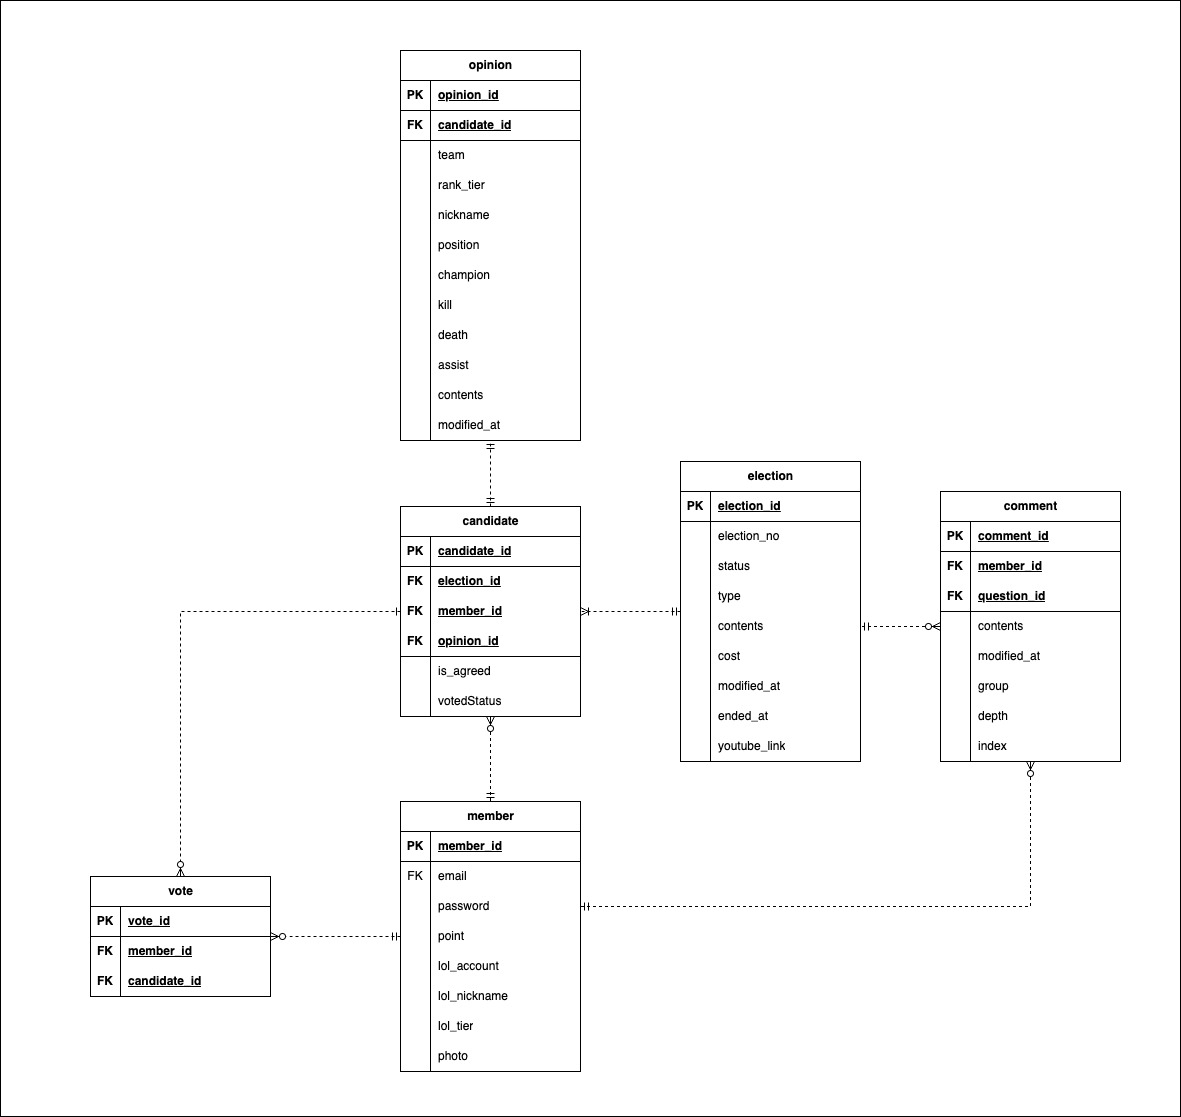 opinion
PK opinion_id
FK candidate_id
team
rank_tier
nickname
position
champion
kill
death
assist
contents
modified_at
candidate
PK candidate_id
FK election_id
FK member_id
FK opinion_id
is_agreed
votedStatus
election
PK election_id
election_no
status
type
contents
cost
modified_at
ended_at
youtube_link
comment
PK comment_id
FK member_id
FK question_id
contents
modified_at
group
depth
index
member
PK member_id
FK email
password
point
lol_account
lol_nickname
lol_tier
photo
vote
PK vote_id
FK member_id
FK candidate_id